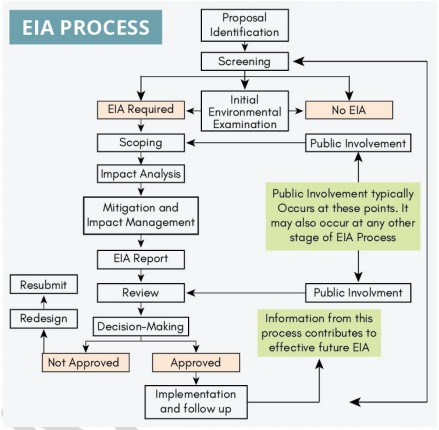 EIA PROCESS
Proposal
Identification
Screening
EIA Required
Initial
Environmental
Examination
No EIA
Scoping
Public Involvement
Impact Analysis
Public Involvement typically
Occurs at these points. It
may also occur at any other
stage of EIA Process
Mitigation and
Impact Management
EIA Report
Resubmit
Review
Public Involvment
Redesign
Decision-Making
Information from this
process contributes to
effective future EIA
Not Approved
Approved
Implementation
and follow up